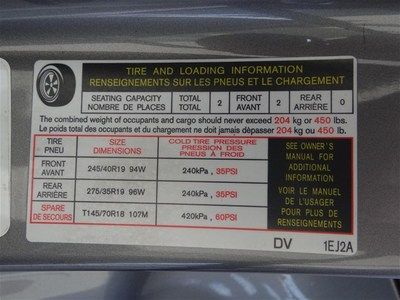 TIRE AND LOADING INFORMATION
RENSEIGNEMENTS SUR LES PNEUS ET LE CHARGEMENT
SEATING CAPACITY TOTAL 2 FRONT 2 REAR 0
NOMBRE DE PLACES TOTAL AVANT ARRIÈRE
The combined weight of occupants and cargo should never exceed 204 kg or 450 lbs.
Le poids total des occupants et du chargement ne doit jamais dépasser 204 kg ou 450 lb.
TIRE SIZE COLD TIRE PRESSURE
PNEU DIMENSIONS PRESSION DES PNEUS À FROID
FRONT
AVANT 245/40R19 94W 240kPa , 35PSI
REAR
ARRIÈRE 275/35R19 96W 240kPa , 35PSI
SPARE
DE SECOURS T145/70R18 107M 420kPa , 60PSI
SEE OWNER'S
MANUAL FOR
ADDITIONAL
INFORMATION
VOIR LE MANUEL
DE L'USAGER
POUR PLUS DE
RENSEIGNEMENTS
DV 1EJ2A